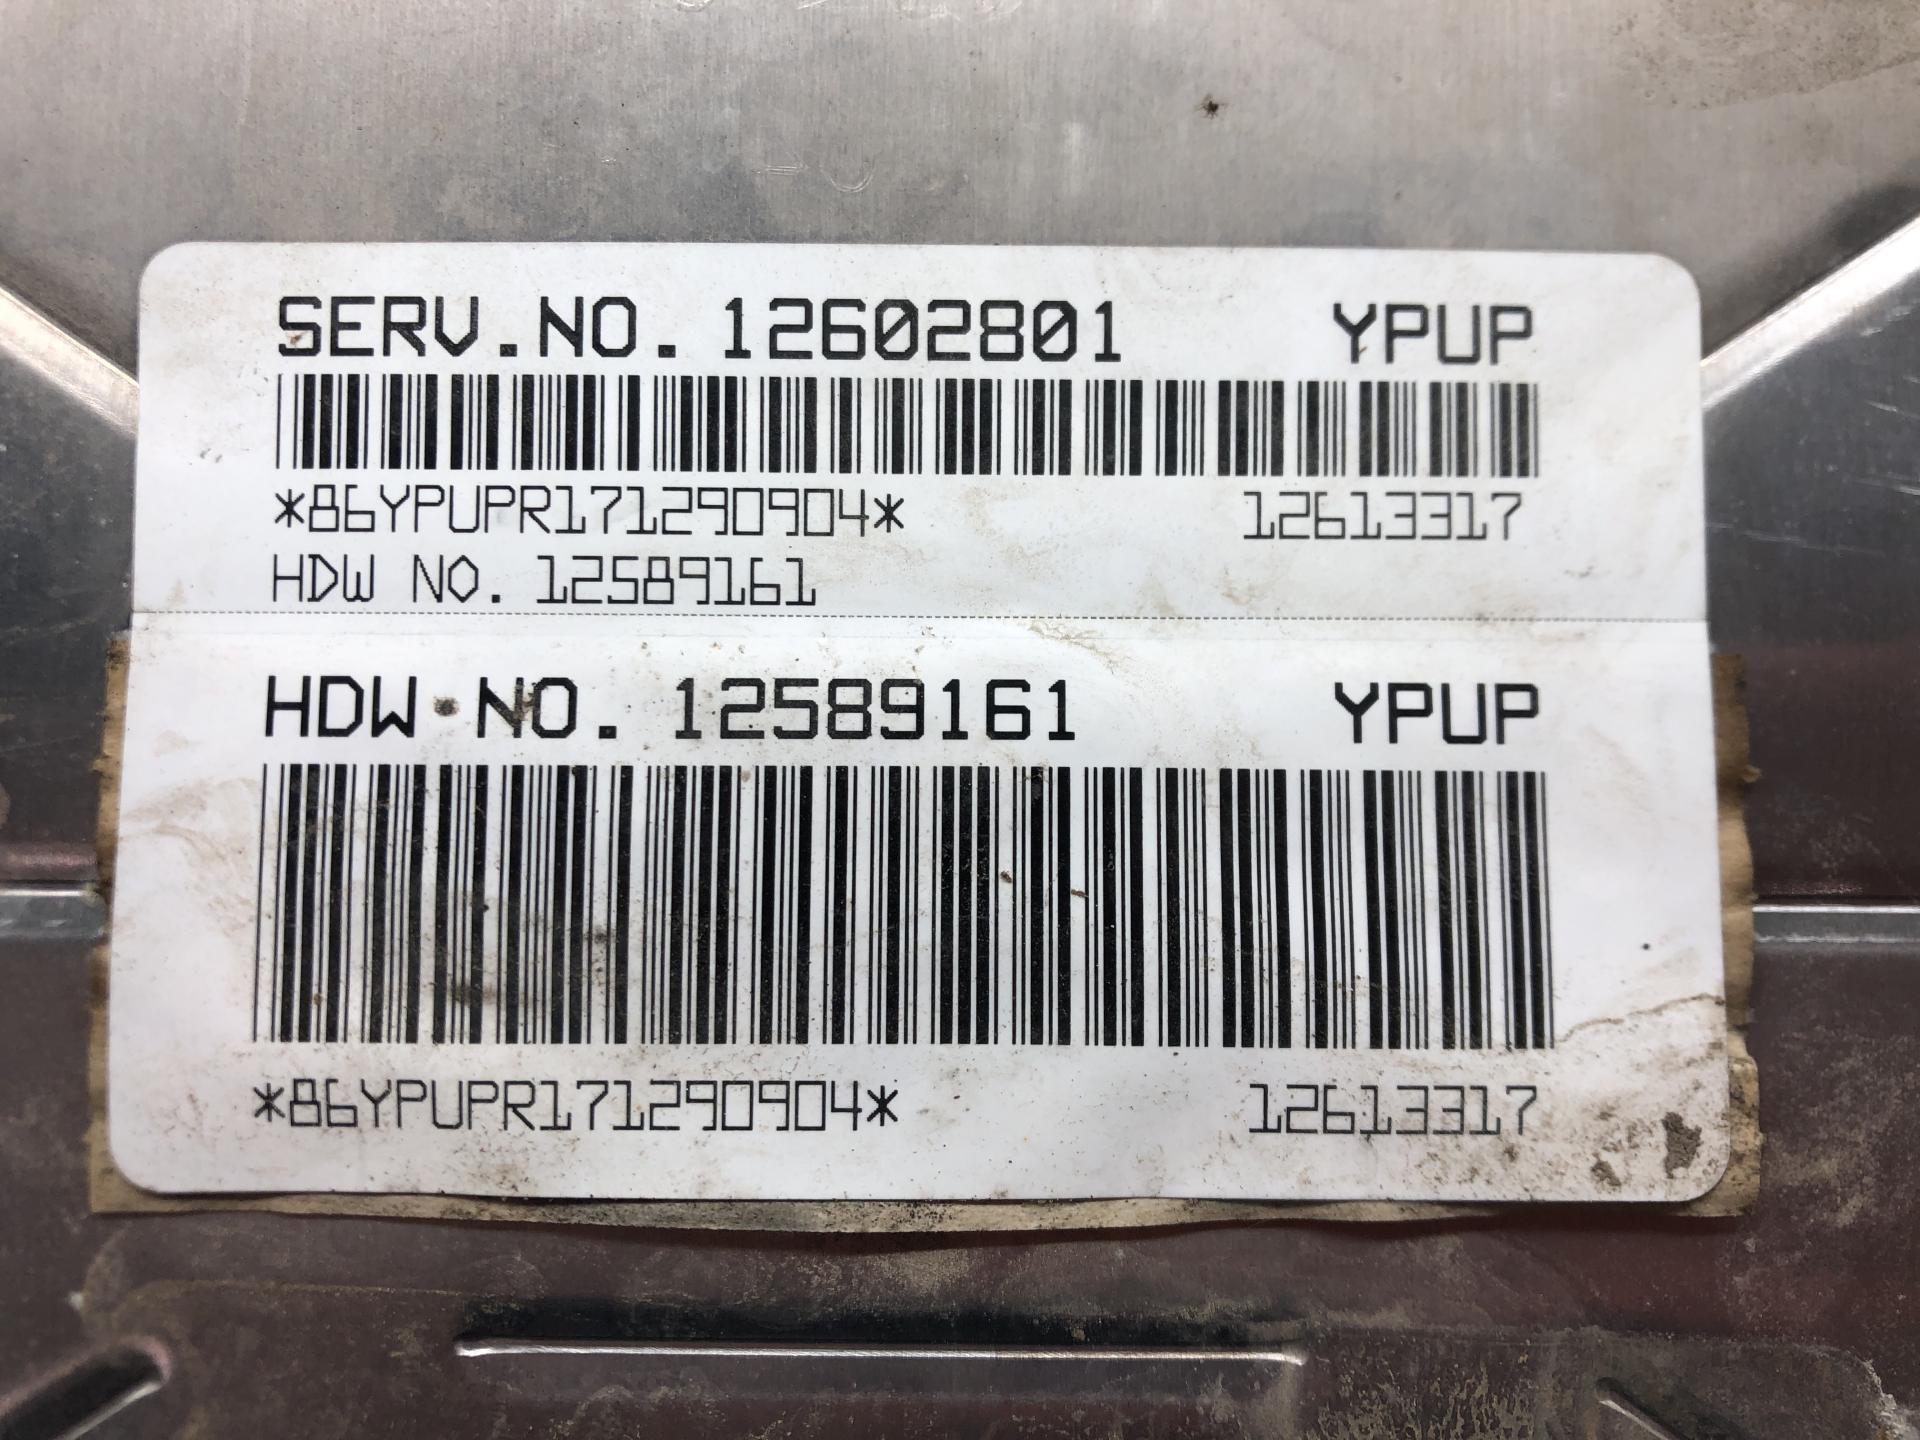 SERV.NO. 12602801 YPUP
*86YPUPR171290904* 12613317
HDW NO. 12589161
HDW NO. 12589161 YPUP
*86YPUPR171290904* 12613317